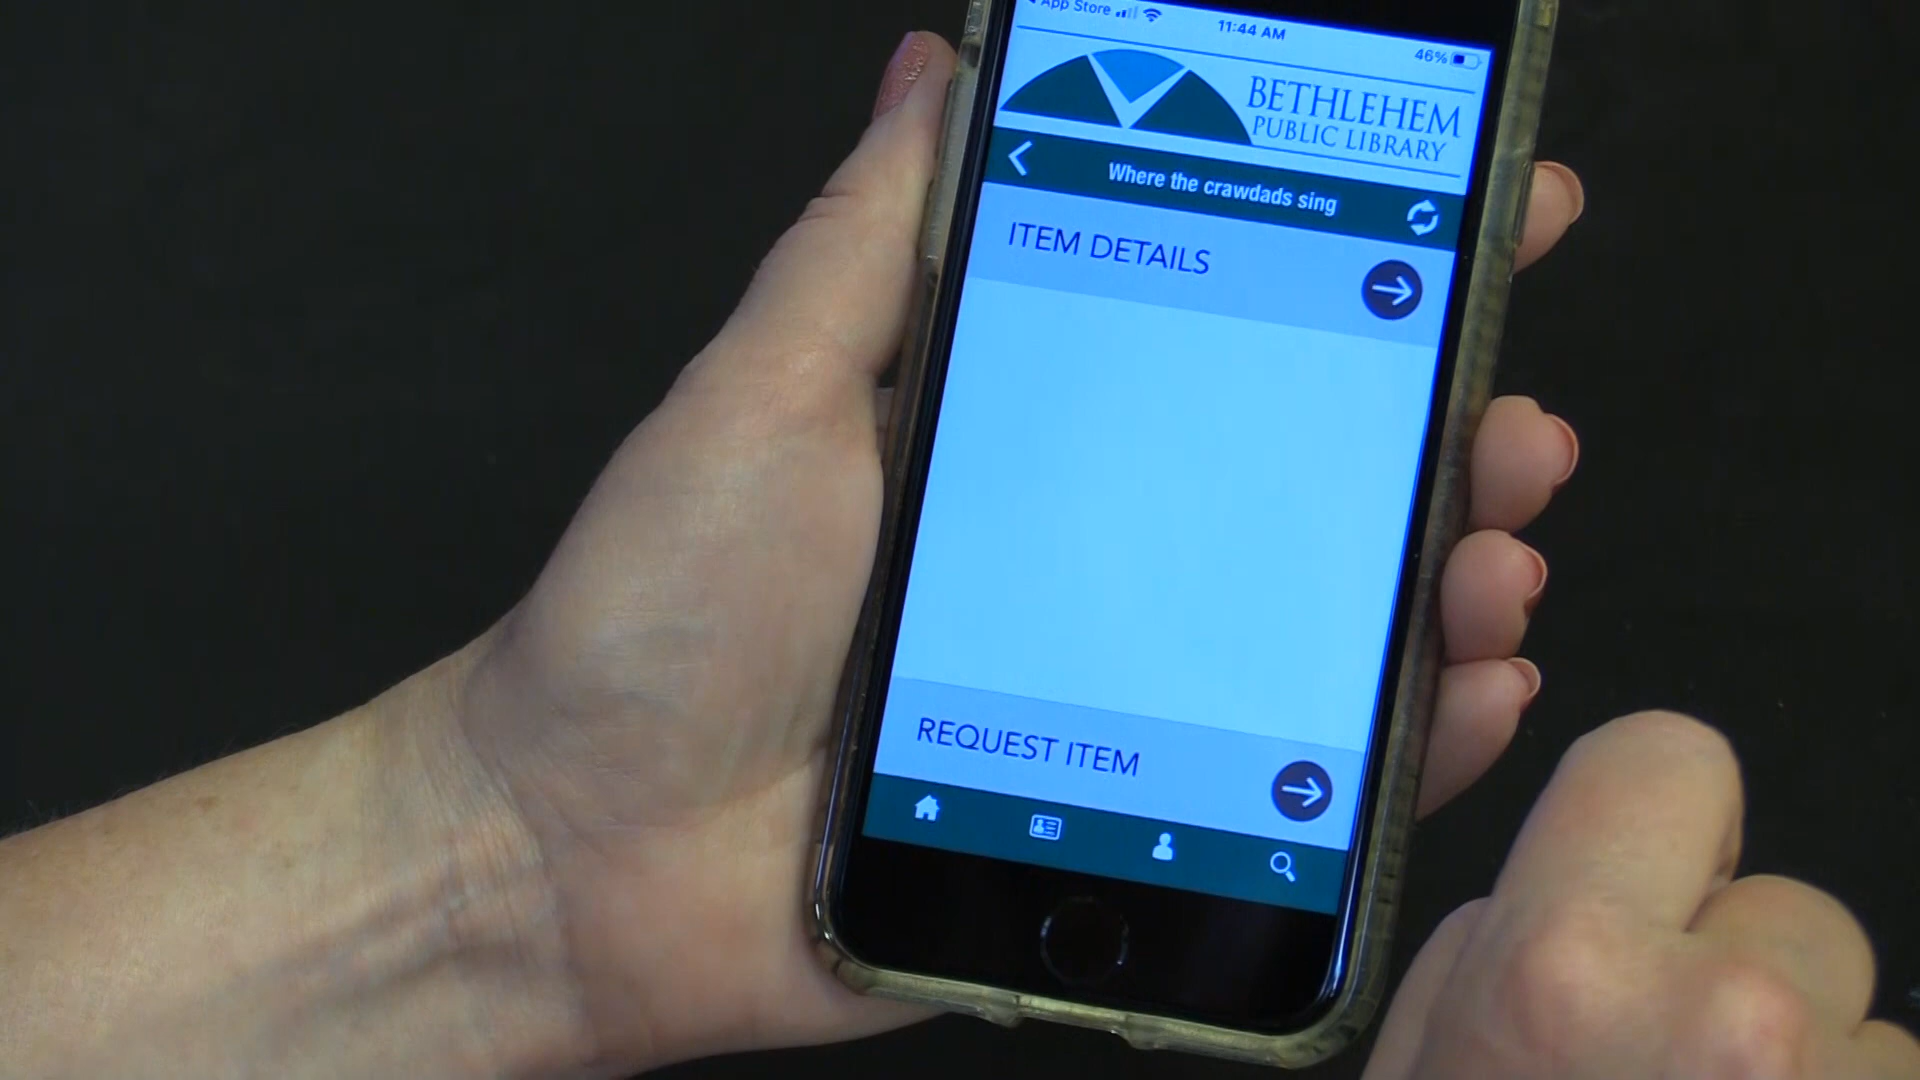 App Store
11:44 AM
46%
BETHLEHEM
PUBLIC LIBRARY
Where the crawdads sing
ITEM DETAILS
REQUEST ITEM